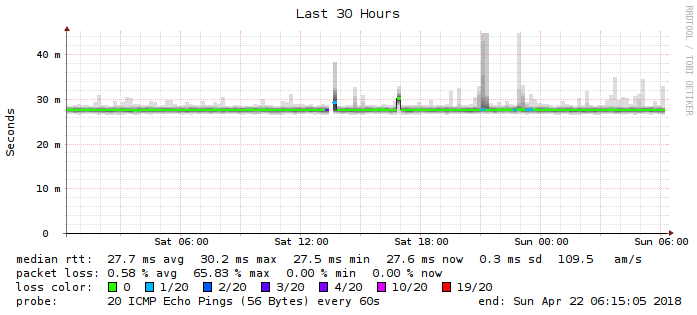 Last 30 Hours
RRDTOOL / TOBI OETIKER
Seconds
40 m
30 m
20 m
10 m
0
Sat 06:00 Sat 12:00 Sat 18:00 Sun 00:00 Sun 06:00
median rtt: 27.7 ms avg 30.2 ms max 27.5 ms min 27.6 ms now 0.3 ms sd 109.5 am/s
packet loss: 0.58 % avg 65.83 % max 0.00 % min 0.00 % now
loss color: 0 1/20 2/20 3/20 4/20 10/20 19/20
probe: 20 ICMP Echo Pings (56 Bytes) every 60s end: Sun Apr 22 06:15:05 2018